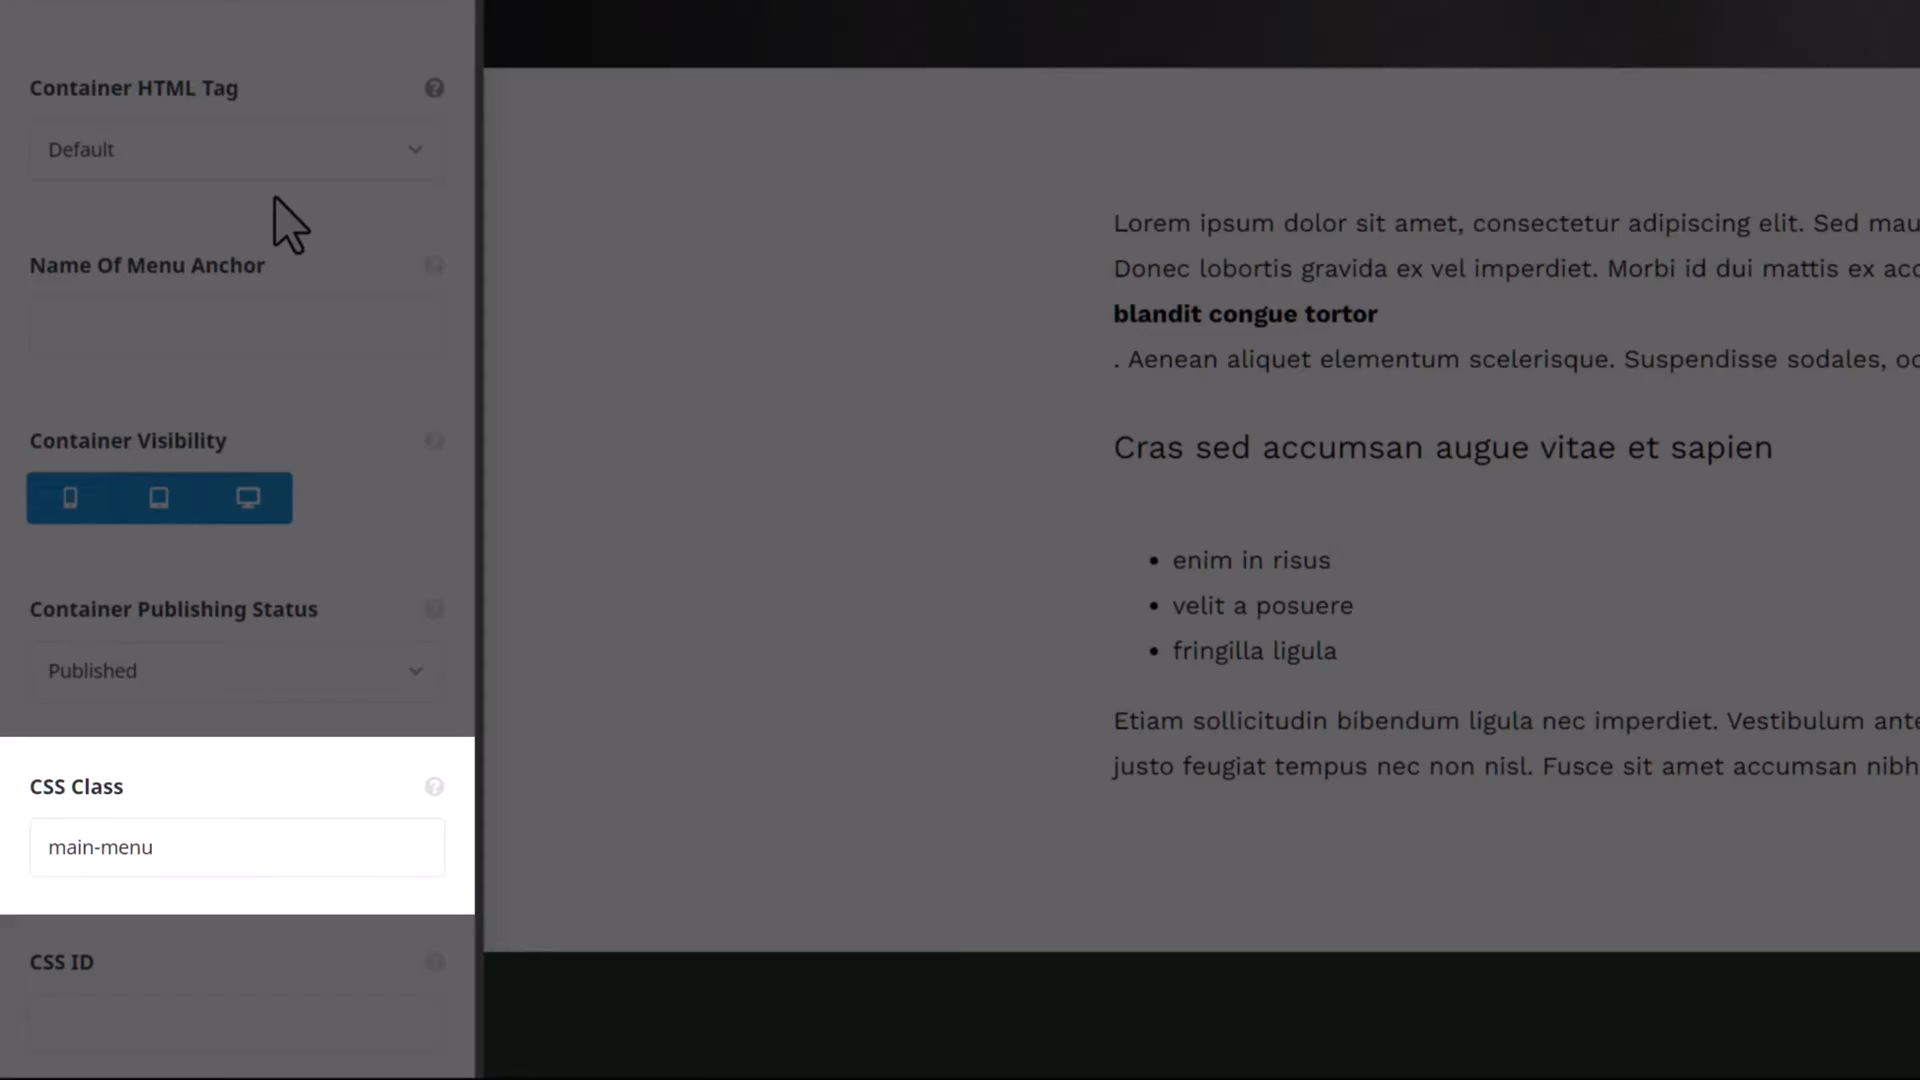 Container HTML Tag
Default
Name Of Menu Anchor
Container Visibility
Container Publishing Status
Published
CSS Class
main-menu
CSS ID
Lorem ipsum dolor sit amet, consectetur adipiscing elit. Sed mau
Donec lobortis gravida ex vel imperdiet. Morbi id dui mattis ex acc
blandit congue tortor
. Aenean aliquet elementum scelerisque. Suspendisse sodales, oc
Cras sed accumsan augue vitae et sapien
• enim in risus
• velit a posuere
• fringilla ligula
Etiam sollicitudin bibendum ligula nec imperdiet. Vestibulum ante
justo feugiat tempus nec non nisl. Fusce sit amet accumsan nibh